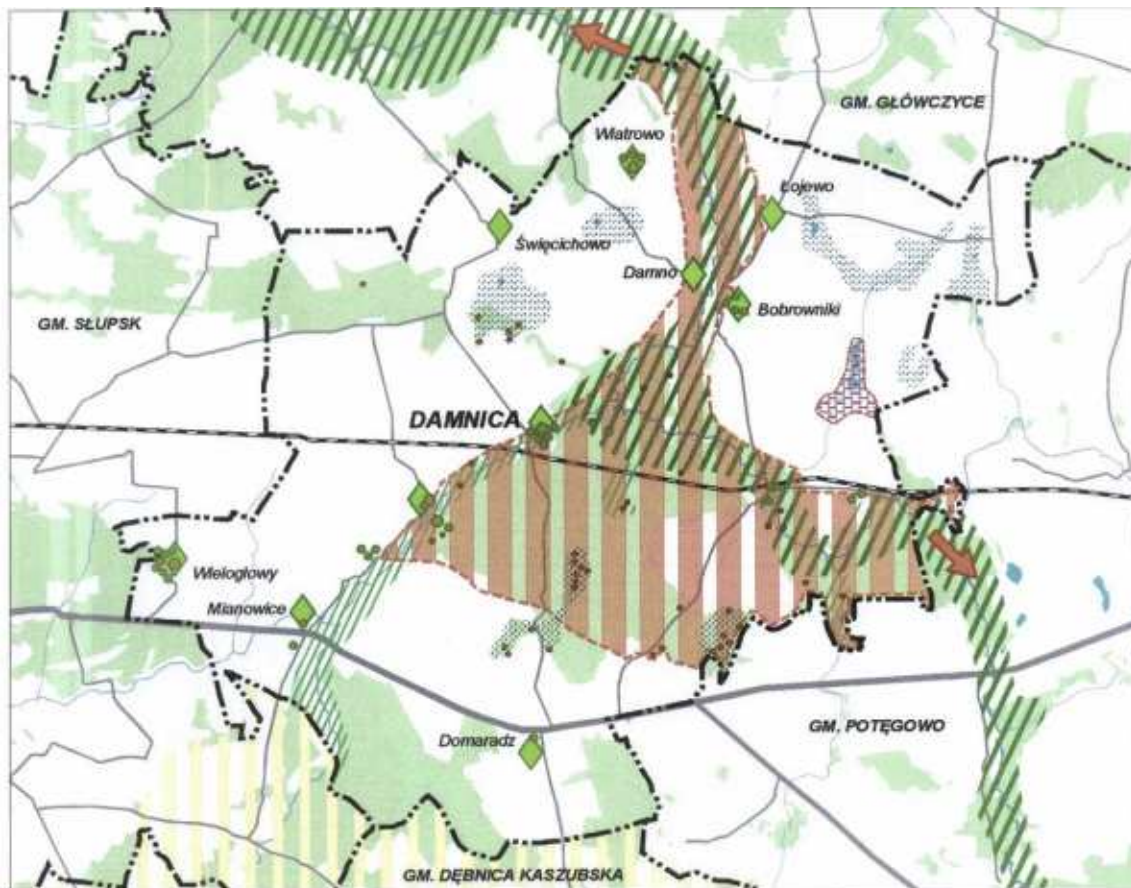 GM. GŁÓWCZYCE
Wiatrowo
Łojewo
Święcichowo
Damno
Bobrowniki
GM. SŁUPSK
DAMNICA
Wielogłowy
Mianowice
GM. POTĘGOWO
Domaradz
GM. DĘBNICA KASZUBSKA